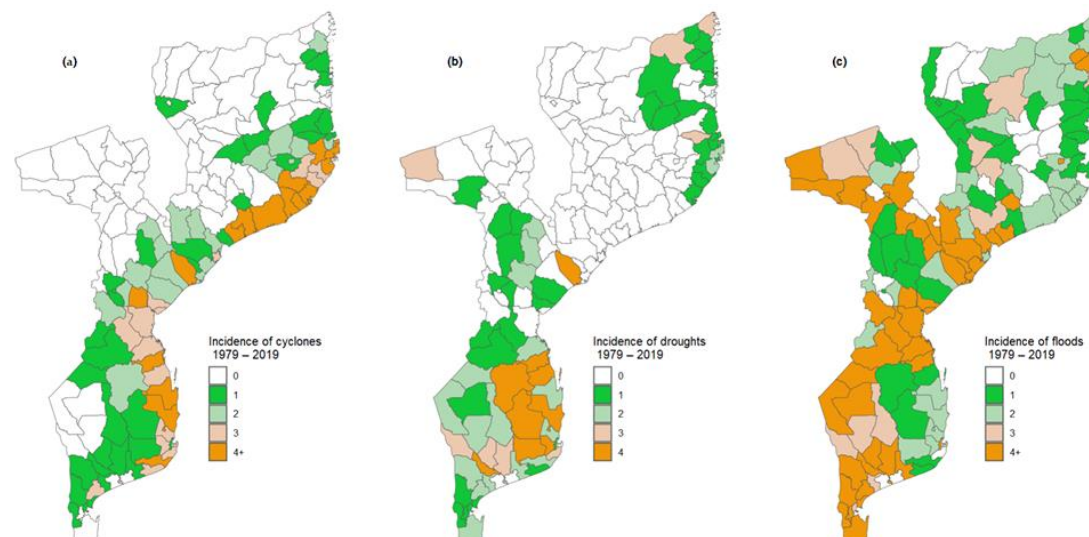 (a)
Incidence of cyclones
1979 – 2019
0
1
2
3
4+
(b)
Incidence of droughts
1979 – 2019
0
1
2
3
4
(c)
Incidence of floods
1979 – 2019
0
1
2
3
4+